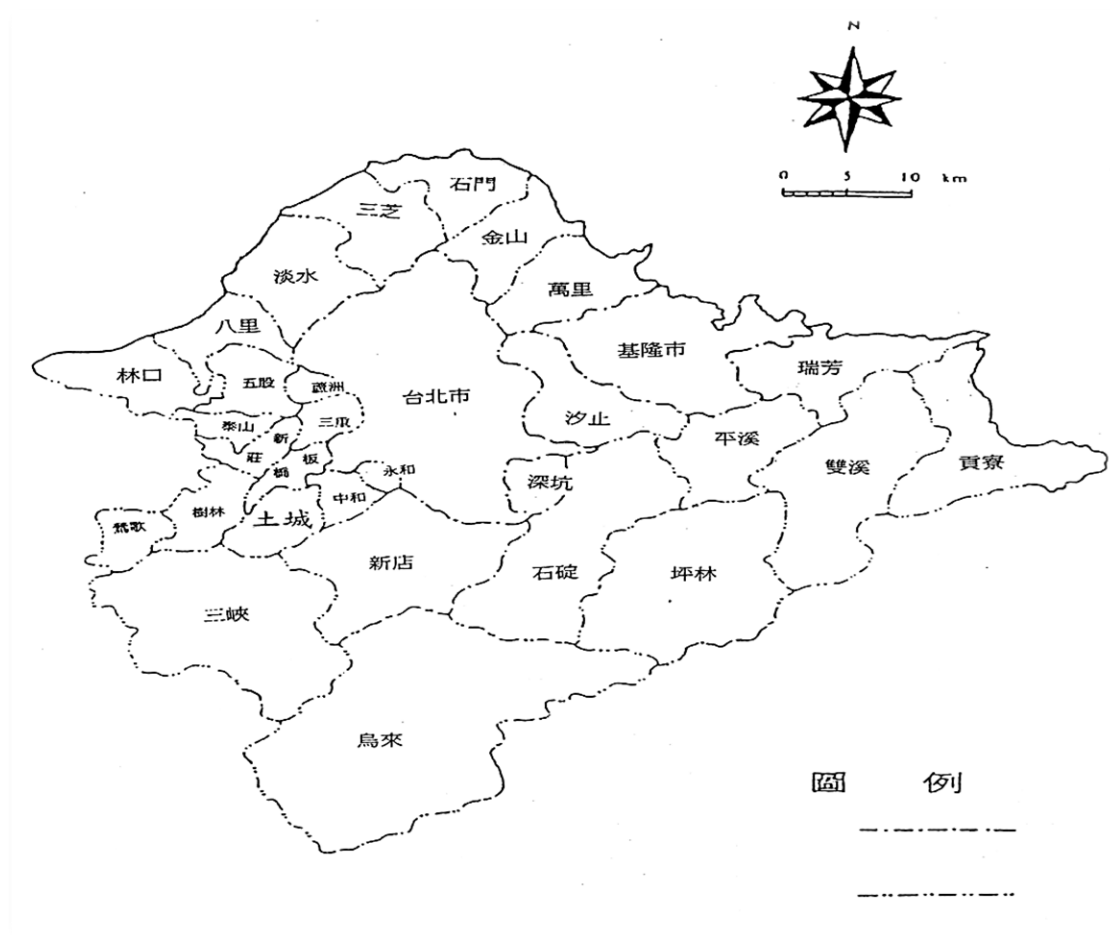 N
0 5 10 km
石門
三芝
金山
淡水
萬里
八里
基隆市
林口
五股
蘆洲
台北市
瑞芳
泰山
新
莊
三重
汐止
平溪
板
橋
永和
深坑
雙溪
貢寮
中和
樹林
土城
鶯歌
新店
石碇
坪林
三峽
烏來
圖 例